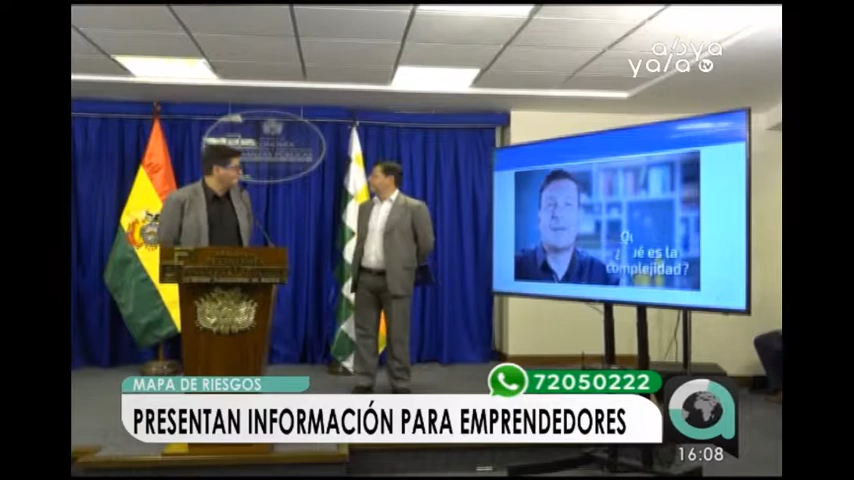 abya
yala tv
¿Qué es la
complejidad?
MAPA DE RIESGOS
72050222
PRESENTAN INFORMACIÓN PARA EMPRENDEDORES
16:08